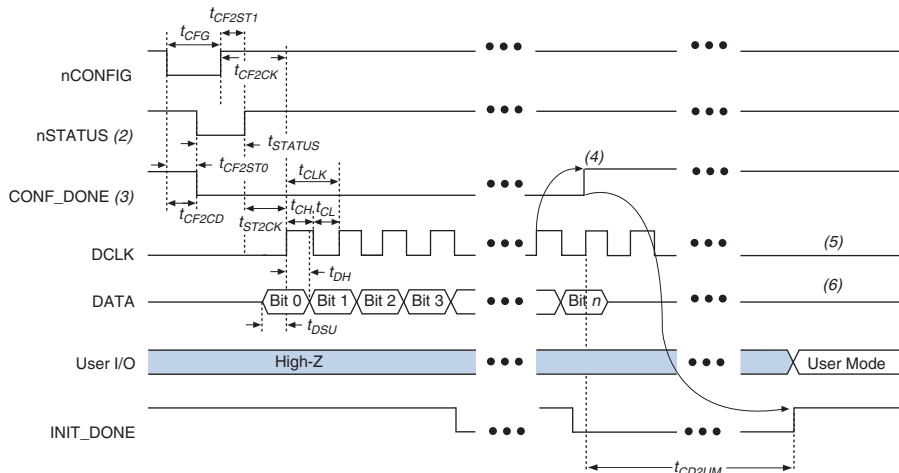 tCF2ST1
tCFG
tCF2CK
nCONFIG
nSTATUS (2)
tSTATUS
tCF2ST0
tCLK
(4)
CONF_DONE (3)
tCF2CD
tST2CK
tCH
tCL
DCLK
(5)
tDH
DATA
Bit 0
Bit 1
Bit 2
Bit 3
Bit n
(6)
tDSU
User I/O
High-Z
User Mode
INIT_DONE
tCD2UM